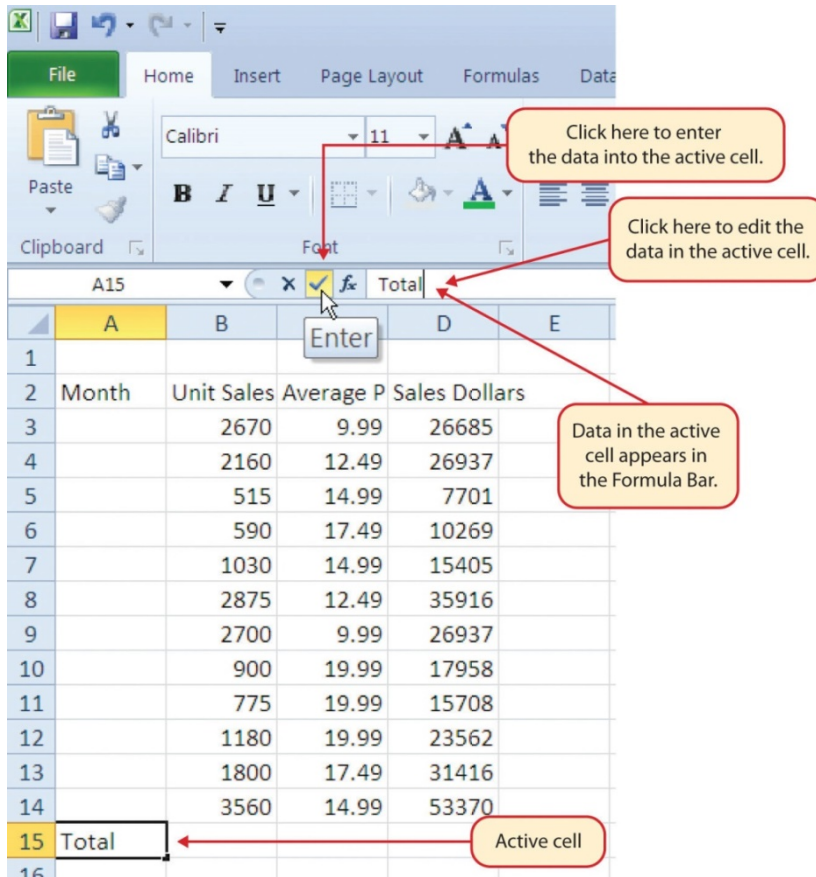 File Home Insert Page Layout Formulas Data
Click here to enter
the data into the active cell.
Calibri 11 A A
Paste
B I U A
Click here to edit the
data in the active cell.
Clipboard Font
A15 fx Total
Enter
A B D E
1
2 Month Unit Sales Average P Sales Dollars
3 2670 9.99 26685
4 2160 12.49 26937
5 515 14.99 7701
6 590 17.49 10269
7 1030 14.99 15405
8 2875 12.49 35916
9 2700 9.99 26937
10 900 19.99 17958
11 775 19.99 15708
12 1180 19.99 23562
13 1800 17.49 31416
14 3560 14.99 53370
15 Total
16
Data in the active
cell appears in
the Formula Bar.
Active cell